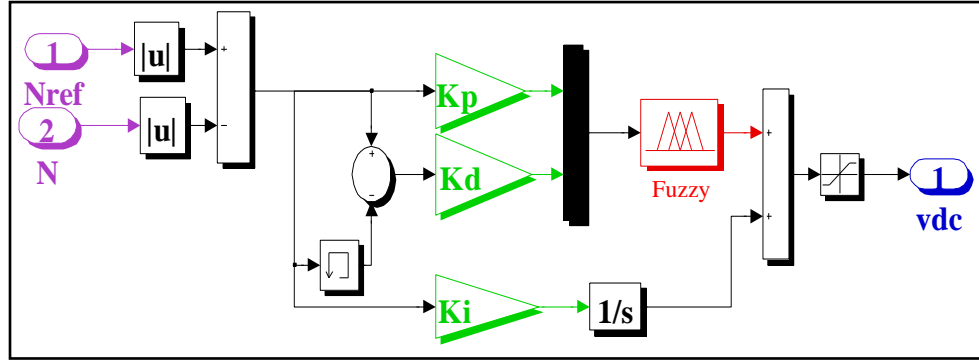 1
|u|
Nref
2
|u|
N
+
−
+
−
Kp
Kd
Ki
Fuzzy
1/s
+
+
1
vdc